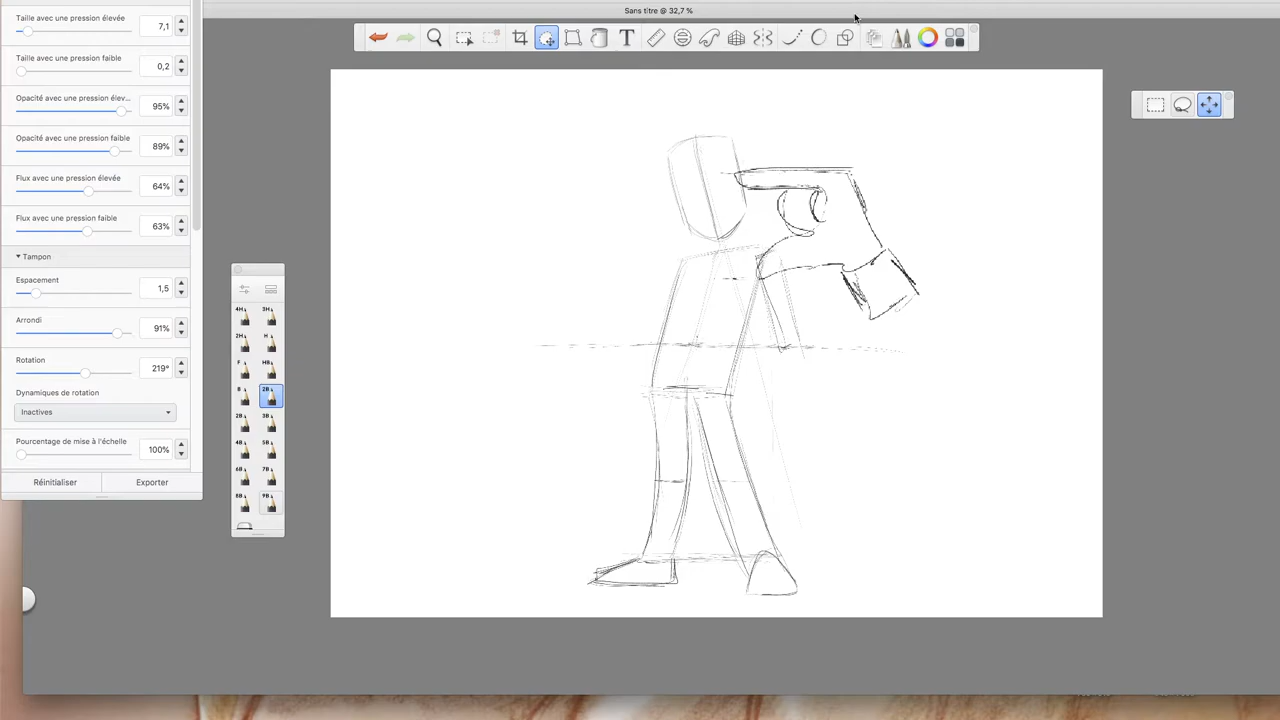 Sans titre @ 32,7 %
Taille avec une pression élevée
7,1
Taille avec une pression faible
0,2
Opacité avec une pression élev...
95%
Opacité avec une pression faible
89%
Flux avec une pression élevée
64%
Flux avec une pression faible
63%
Tampon
Espacement
1,5
Arrondi
91%
Rotation
219°
Dynamiques de rotation
Inactives
Pourcentage de mise à l'échelle
100%
Réinitialiser Exporter
T
4H 3H
2H H
F HB
B 2B
2B 3B
4B 5B
6B 7B
8B 9B